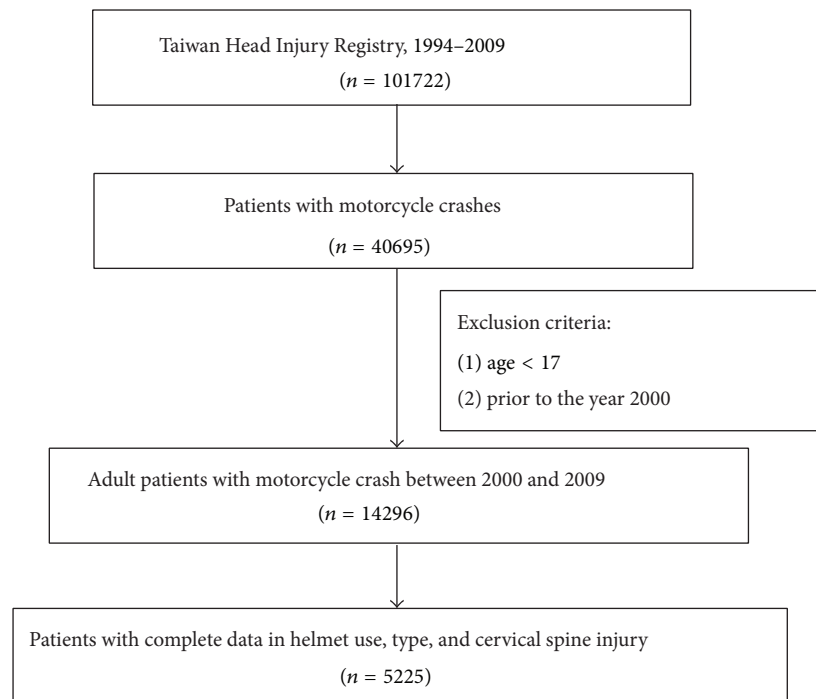 Taiwan Head Injury Registry, 1994–2009
(n = 101722)
Patients with motorcycle crashes
(n = 40695)
Exclusion criteria:
(1) age < 17
(2) prior to the year 2000
Adult patients with motorcycle crash between 2000 and 2009
(n = 14296)
Patients with complete data in helmet use, type, and cervical spine injury
(n = 5225)